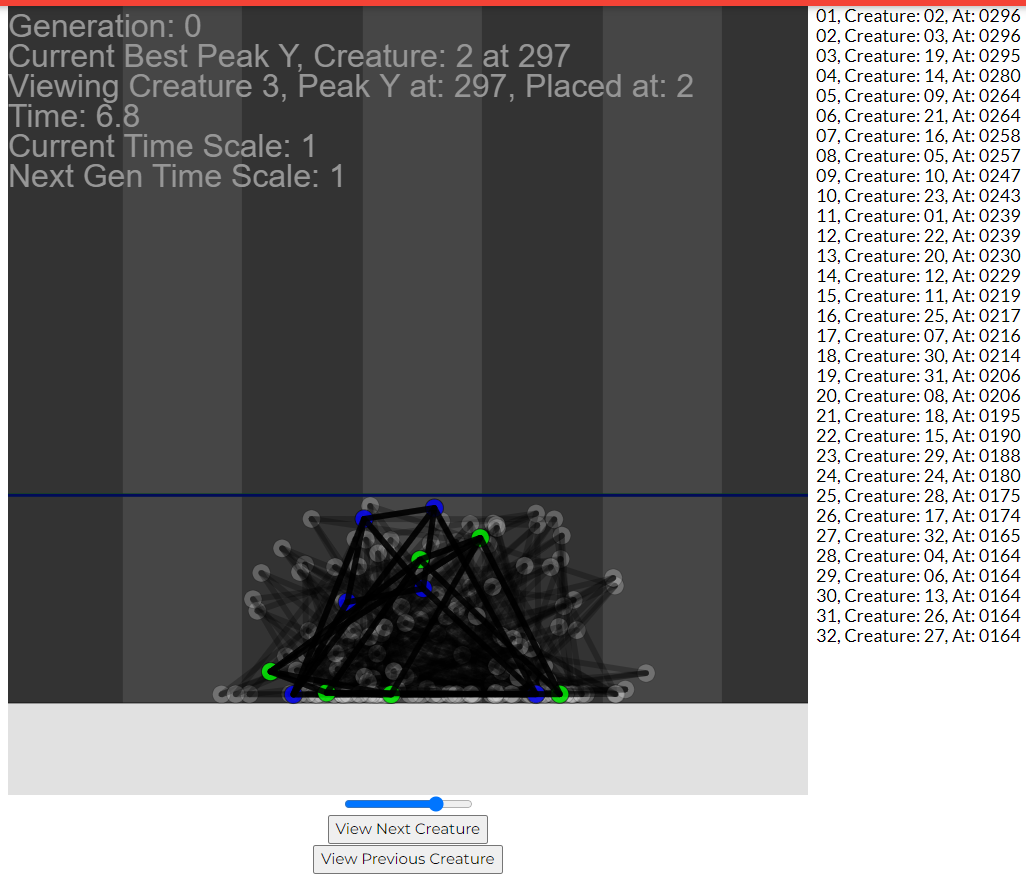 Generation: 0
Current Best Peak Y, Creature: 2 at 297
Viewing Creature 3, Peak Y at: 297, Placed at: 2
Time: 6.8
Current Time Scale: 1
Next Gen Time Scale: 1
01, Creature: 02, At: 0296
02, Creature: 03, At: 0296
03, Creature: 19, At: 0295
04, Creature: 14, At: 0280
05, Creature: 09, At: 0264
06, Creature: 21, At: 0264
07, Creature: 16, At: 0258
08, Creature: 05, At: 0257
09, Creature: 10, At: 0247
10, Creature: 23, At: 0243
11, Creature: 01, At: 0239
12, Creature: 22, At: 0239
13, Creature: 20, At: 0230
14, Creature: 12, At: 0229
15, Creature: 11, At: 0219
16, Creature: 25, At: 0217
17, Creature: 07, At: 0216
18, Creature: 30, At: 0214
19, Creature: 31, At: 0206
20, Creature: 08, At: 0206
21, Creature: 18, At: 0195
22, Creature: 15, At: 0190
23, Creature: 29, At: 0188
24, Creature: 24, At: 0180
25, Creature: 28, At: 0175
26, Creature: 17, At: 0174
27, Creature: 32, At: 0165
28, Creature: 04, At: 0164
29, Creature: 06, At: 0164
30, Creature: 13, At: 0164
31, Creature: 26, At: 0164
32, Creature: 27, At: 0164
View Next Creature
View Previous Creature